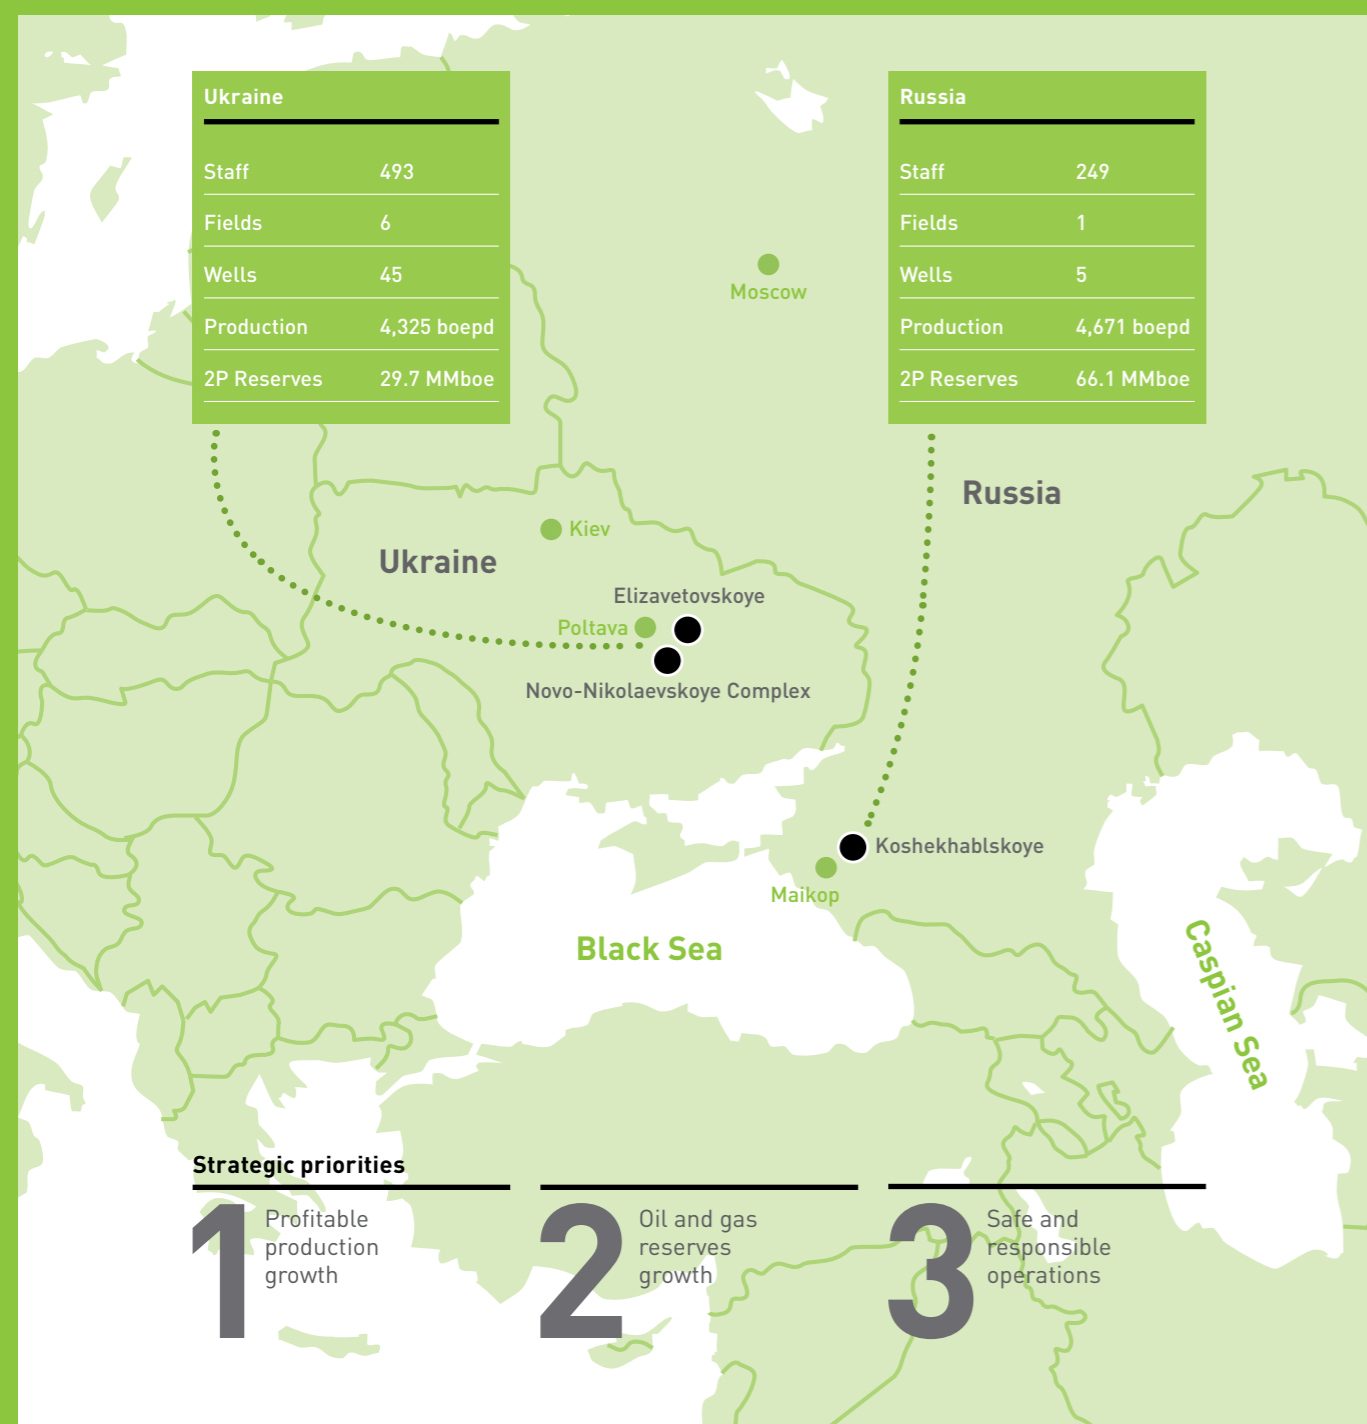 Ukraine
Staff 493
Fields 6
Wells 45
Production 4,325 boepd
2P Reserves 29.7 MMboe
Russia
Staff 249
Fields 1
Wells 5
Production 4,671 boepd
2P Reserves 66.1 MMboe
Moscow
Russia
Kiev
Ukraine
Elizavetovskoye
Poltava
Novo-Nikolaevskoye Complex
Koshekhablskoye
Maikop
Black Sea
Caspian Sea
Strategic priorities
1
Profitable
production
growth
2
Oil and gas
reserves
growth
3
Safe and
responsible
operations